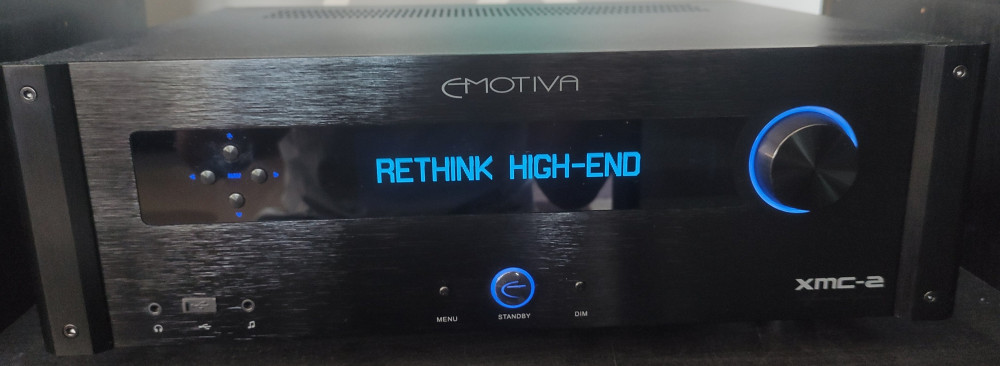 EMOTIVA
RETHINK HIGH-END
XMC-2
MENU
STANDBY
DIM